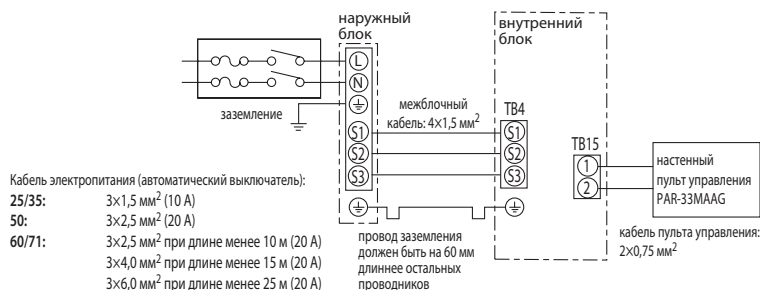 наружный
блок
внутренний
блок
L
N
заземление
межблочный
кабель: 4×1,5 мм²
S1
S2
S3
TB4
S1
S2
S3
TB15
1
2
настенный
пульт управления
PAR-33MAAG
кабель пульта управления:
2×0,75 мм²
провод заземления
должен быть на 60 мм
длиннее остальных
проводников
Кабель электропитания (автоматический выключатель):
25/35: 3×1,5 мм² (10 А)
50: 3×2,5 мм² (20 А)
60/71: 3×2,5 мм² при длине менее 10 м (20 А)
3×4,0 мм² при длине менее 15 м (20 А)
3×6,0 мм² при длине менее 25 м (20 А)